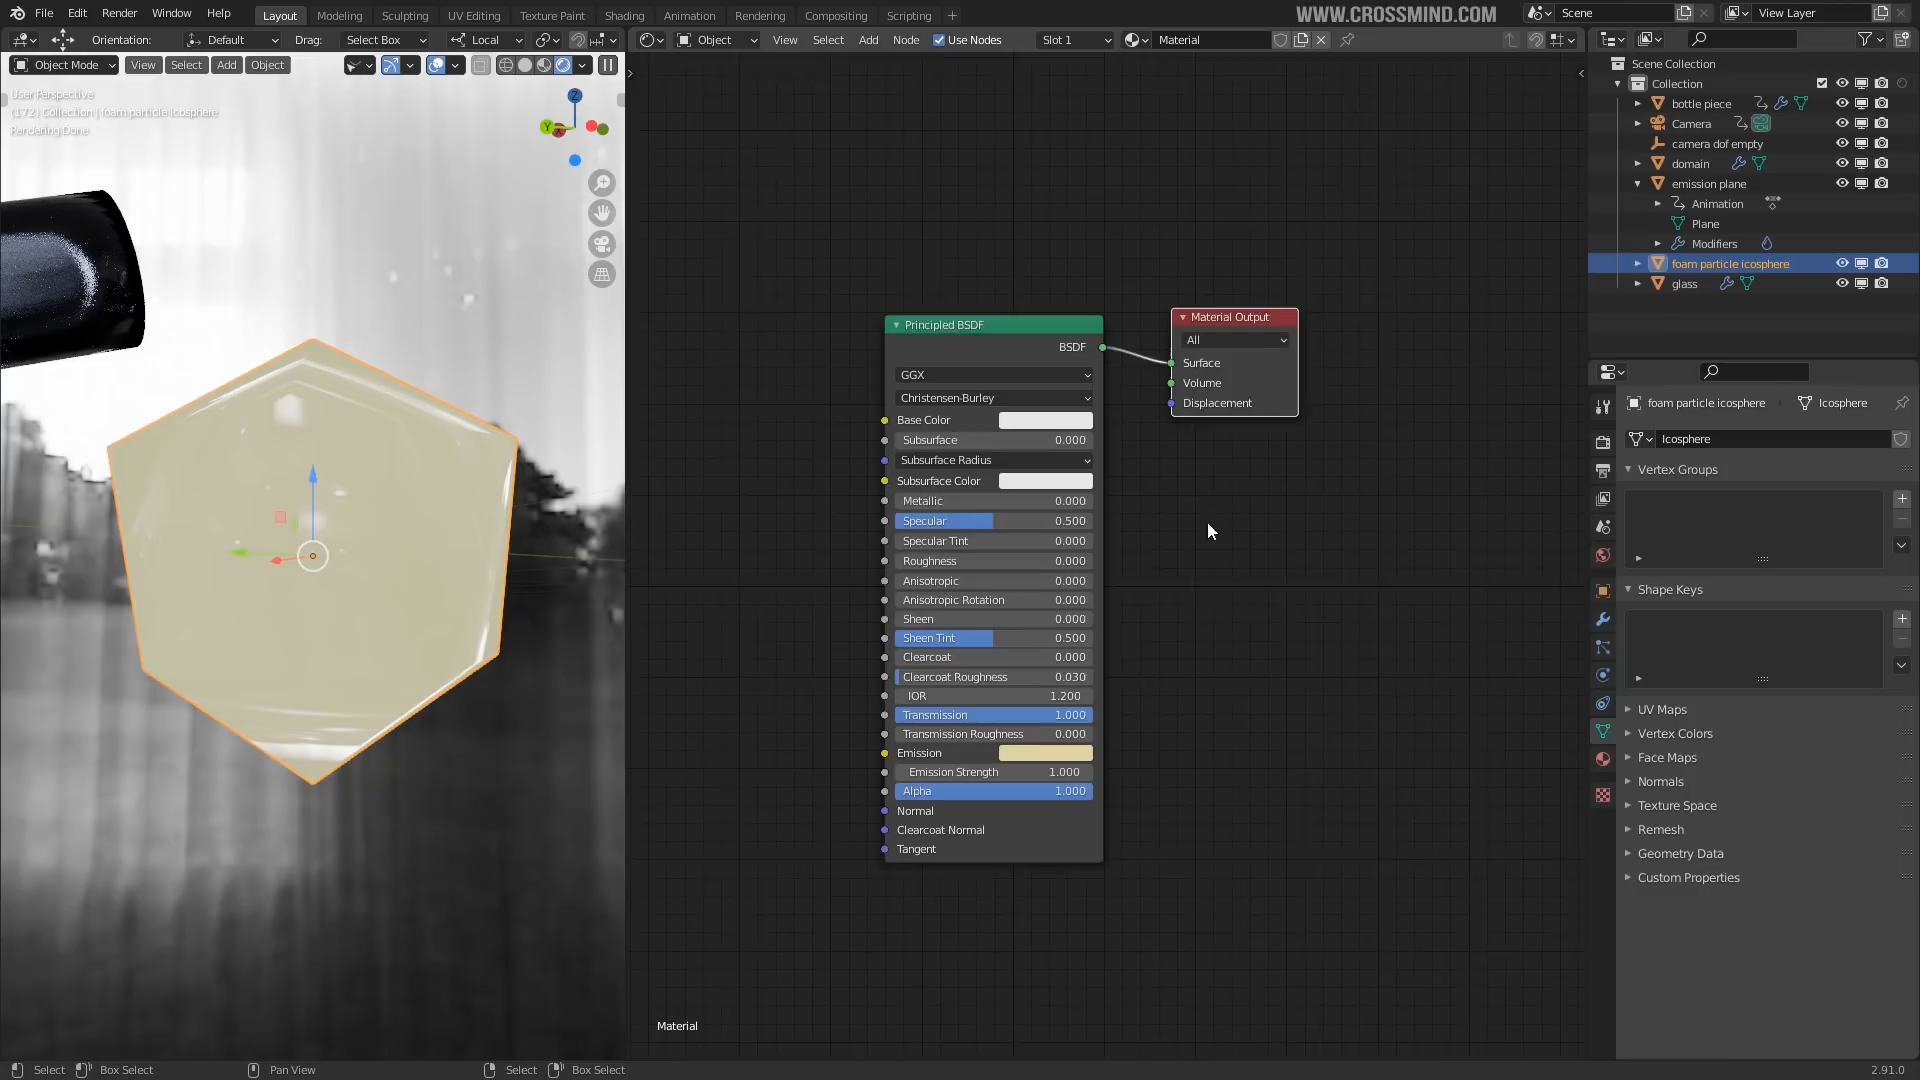 File Edit Render Window Help Layout Modeling Sculpting UV Editing Texture Paint Shading Animation Rendering Compositing Scripting + WWW.CROSSMIND.COM Scene View Layer
Orientation: Default Drag: Select Box Local Object View Select Add Node Use Nodes Slot 1 Material
Object Mode View Select Add Object
User Perspective
(172) Collection | foam particle icosphere
Rendering Done
Z
Y
X
Principled BSDF
BSDF
GGX
Christensen-Burley
Base Color
Subsurface 0.000
Subsurface Radius
Subsurface Color
Metallic 0.000
Specular 0.500
Specular Tint 0.000
Roughness 0.000
Anisotropic 0.000
Anisotropic Rotation 0.000
Sheen 0.000
Sheen Tint 0.500
Clearcoat 0.000
Clearcoat Roughness 0.030
IOR 1.200
Transmission 1.000
Transmission Roughness 0.000
Emission
Emission Strength 1.000
Alpha 1.000
Normal
Clearcoat Normal
Tangent
Material Output
All
Surface
Volume
Displacement
Material
Scene Collection
Collection
bottle piece
Camera
camera dof empty
domain
emission plane
Animation
Plane
Modifiers
foam particle icosphere
glass
foam particle icosphere Icosphere
Icosphere
Vertex Groups
Shape Keys
UV Maps
Vertex Colors
Face Maps
Normals
Texture Space
Remesh
Geometry Data
Custom Properties
Select Box Select Pan View Select Box Select 2.91.0